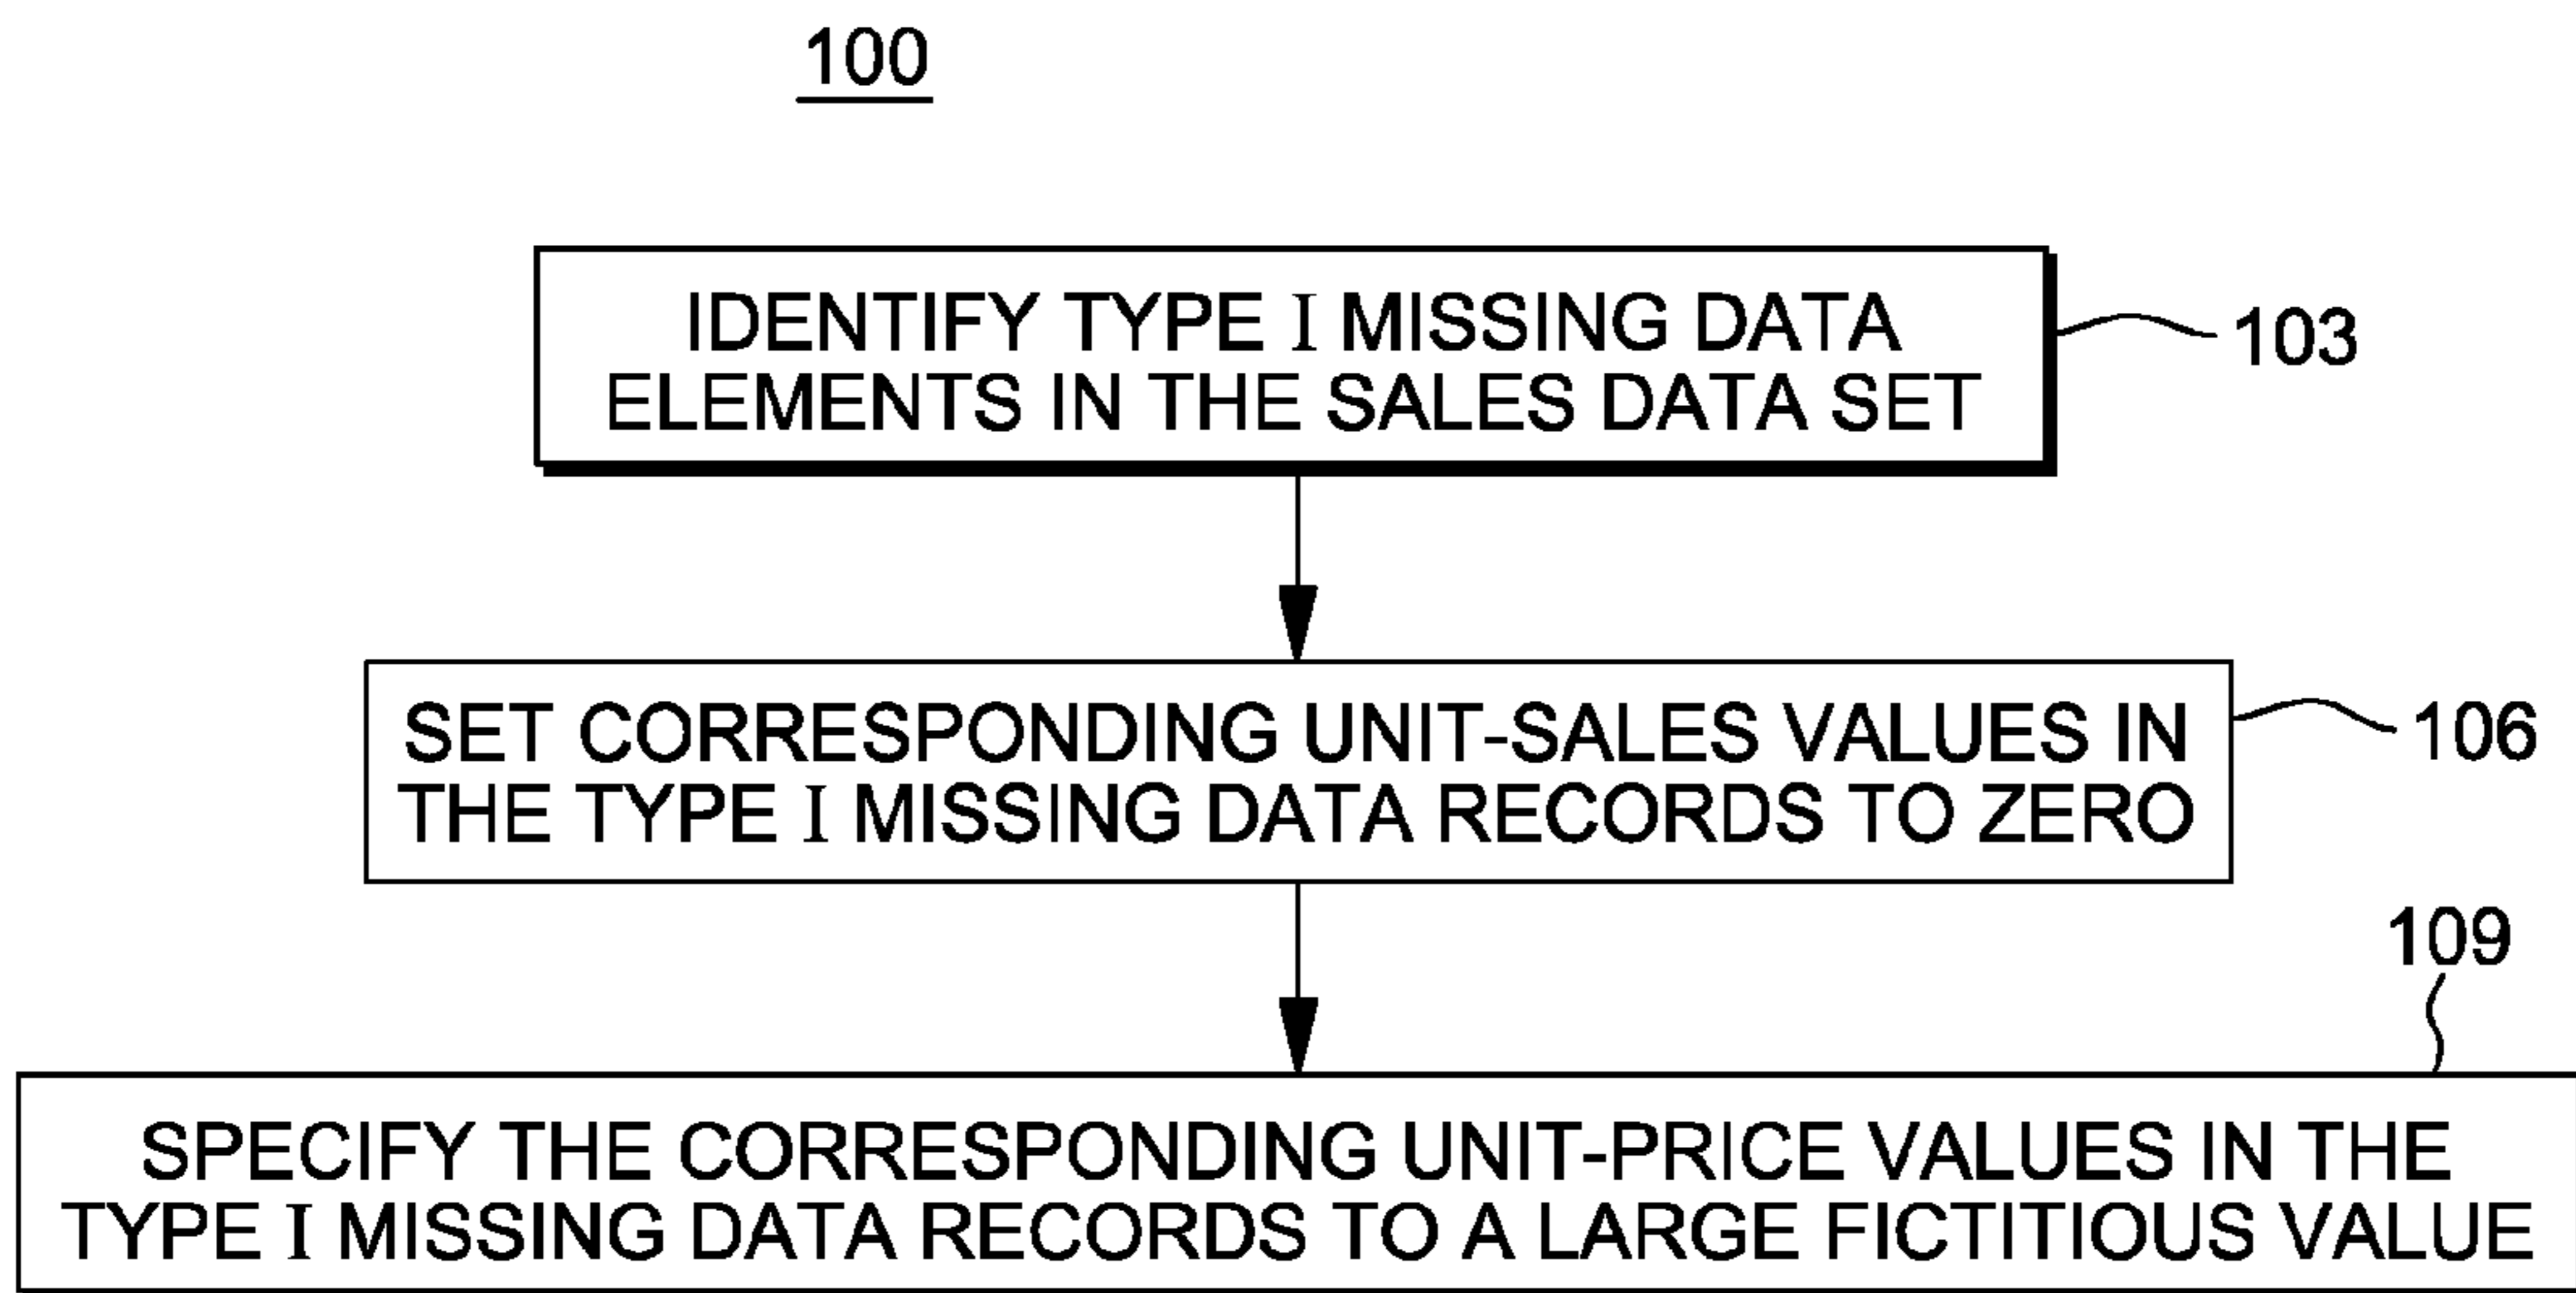 100
IDENTIFY TYPE I MISSING DATA
ELEMENTS IN THE SALES DATA SET
103
SET CORRESPONDING UNIT-SALES VALUES IN
THE TYPE I MISSING DATA RECORDS TO ZERO
106
109
SPECIFY THE CORRESPONDING UNIT-PRICE VALUES IN THE
TYPE I MISSING DATA RECORDS TO A LARGE FICTITIOUS VALUE